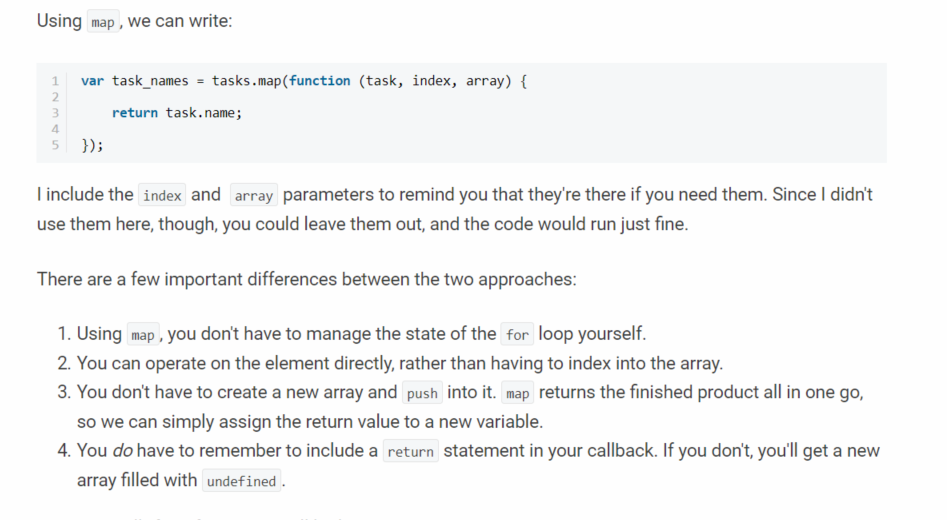 Using map, we can write:
1 var task_names = tasks.map(function (task, index, array) {
2
3     return task.name;
4
5 });
I include the index and array parameters to remind you that they're there if you need them. Since I didn't
use them here, though, you could leave them out, and the code would run just fine.
There are a few important differences between the two approaches:
1. Using map, you don't have to manage the state of the for loop yourself.
2. You can operate on the element directly, rather than having to index into the array.
3. You don't have to create a new array and push into it. map returns the finished product all in one go,
so we can simply assign the return value to a new variable.
4. You do have to remember to include a return statement in your callback. If you don't, you'll get a new
array filled with undefined.